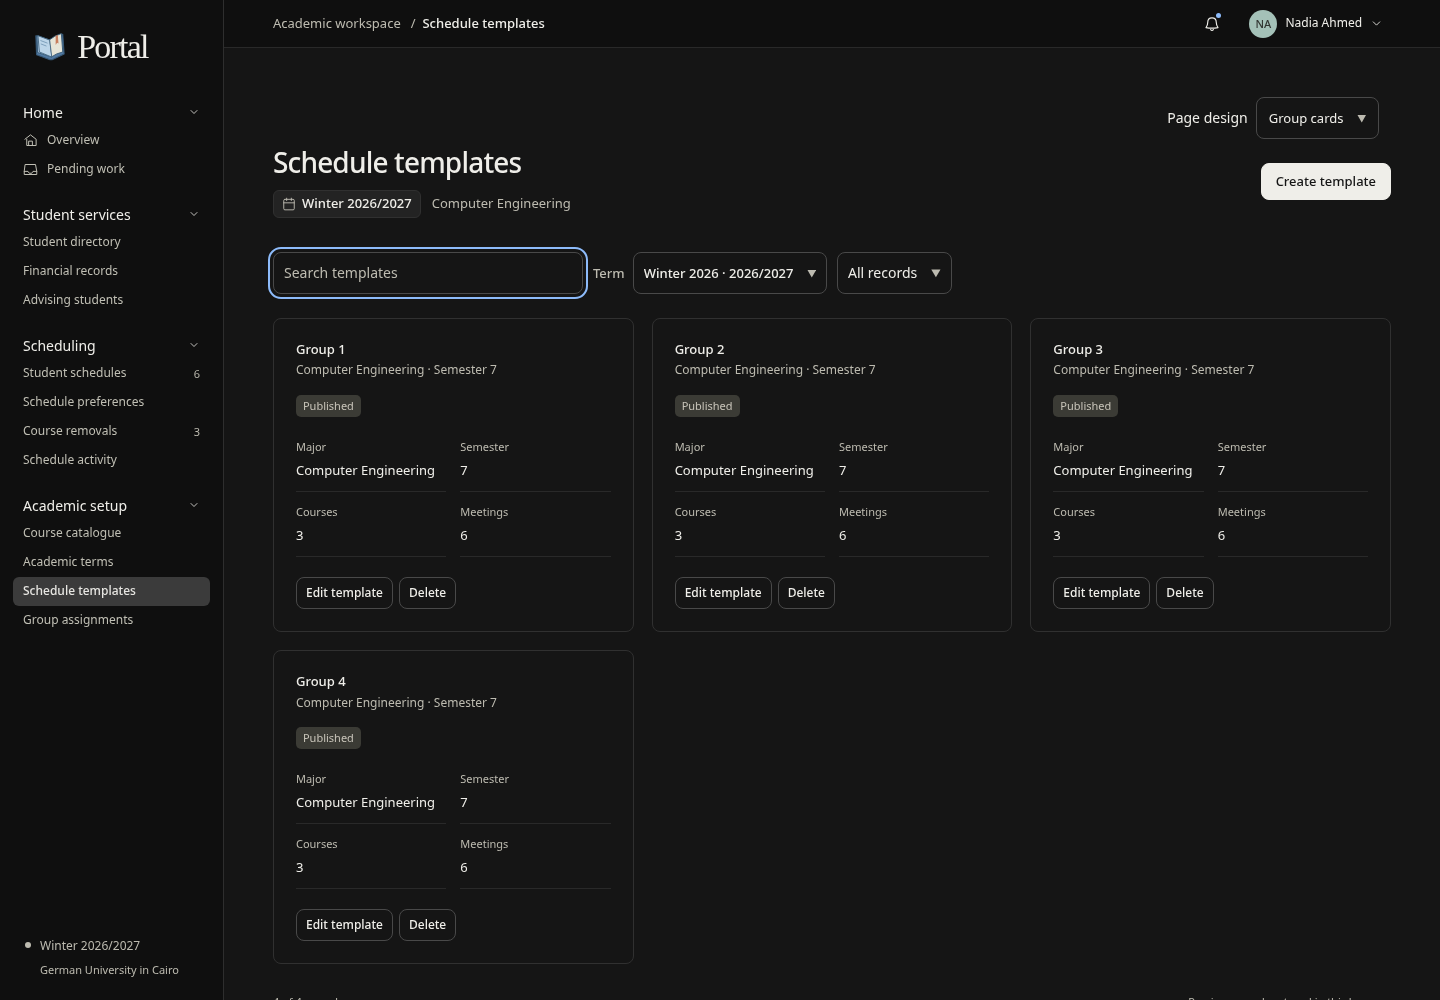 Portal
Home
Overview
Pending work
Student services
Student directory
Financial records
Advising students
Scheduling
Student schedules 6
Schedule preferences
Course removals 3
Schedule activity
Academic setup
Course catalogue
Academic terms
Schedule templates
Group assignments
Winter 2026/2027
German University in Cairo
Academic workspace / Schedule templates
NA Nadia Ahmed
Page design Group cards
Schedule templates
Create template
Winter 2026/2027 Computer Engineering
Search templates Term Winter 2026 · 2026/2027 All records
Group 1
Computer Engineering · Semester 7
Published
Major Semester
Computer Engineering 7
Courses Meetings
3 6
Edit template Delete
Group 2
Computer Engineering · Semester 7
Published
Major Semester
Computer Engineering 7
Courses Meetings
3 6
Edit template Delete
Group 3
Computer Engineering · Semester 7
Published
Major Semester
Computer Engineering 7
Courses Meetings
3 6
Edit template Delete
Group 4
Computer Engineering · Semester 7
Published
Major Semester
Computer Engineering 7
Courses Meetings
3 6
Edit template Delete